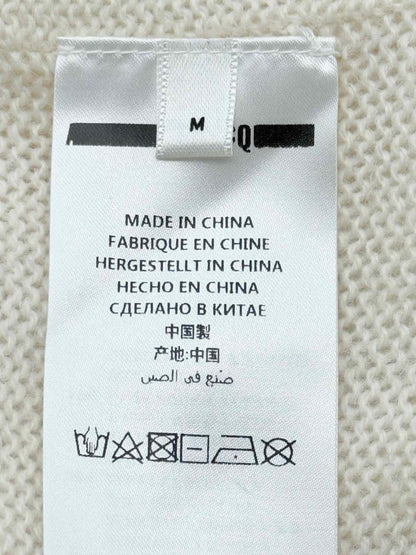 M
CQ
MADE IN CHINA
FABRIQUE EN CHINE
HERGESTELLT IN CHINA
HECHO EN CHINA
СДЕЛАНО В КИТАЕ
中国製
产地:中国
صنع في الصين